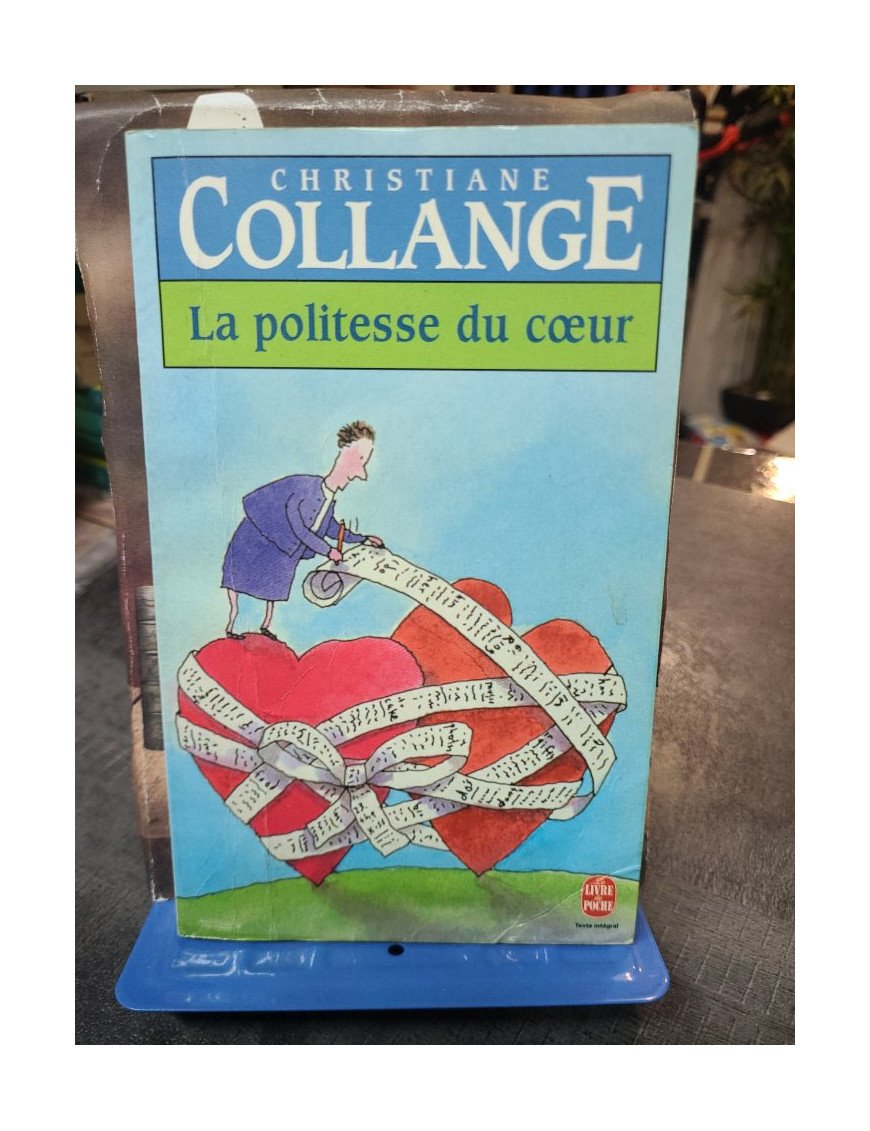 CHRISTIANE
COLLANGE
La politesse du cœur
Le
LIVRE
de
POCHE
Texte intégral